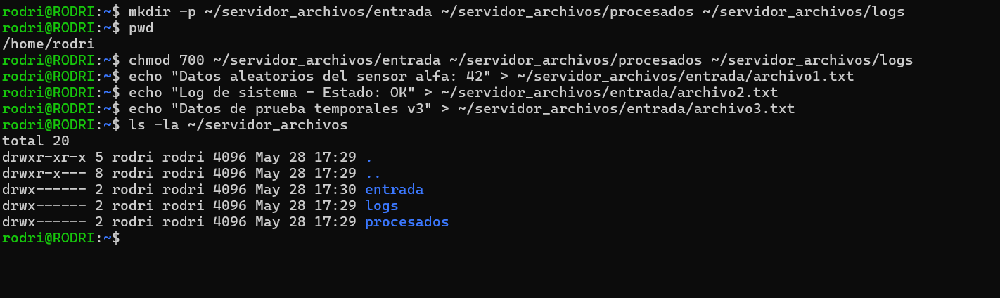 rodri@RODRI:~$ mkdir -p ~/servidor_archivos/entrada ~/servidor_archivos/procesados ~/servidor_archivos/logs
rodri@RODRI:~$ pwd
/home/rodri
rodri@RODRI:~$ chmod 700 ~/servidor_archivos/entrada ~/servidor_archivos/procesados ~/servidor_archivos/logs
rodri@RODRI:~$ echo "Datos aleatorios del sensor alfa: 42" > ~/servidor_archivos/entrada/archivo1.txt
rodri@RODRI:~$ echo "Log de sistema - Estado: OK" > ~/servidor_archivos/entrada/archivo2.txt
rodri@RODRI:~$ echo "Datos de prueba temporales v3" > ~/servidor_archivos/entrada/archivo3.txt
rodri@RODRI:~$ ls -la ~/servidor_archivos
total 20
drwxr-xr-x 5 rodri rodri 4096 May 28 17:29 .
drwxr-x--- 8 rodri rodri 4096 May 28 17:29 ..
drwx------ 2 rodri rodri 4096 May 28 17:30 entrada
drwx------ 2 rodri rodri 4096 May 28 17:29 logs
drwx------ 2 rodri rodri 4096 May 28 17:29 procesados
rodri@RODRI:~$